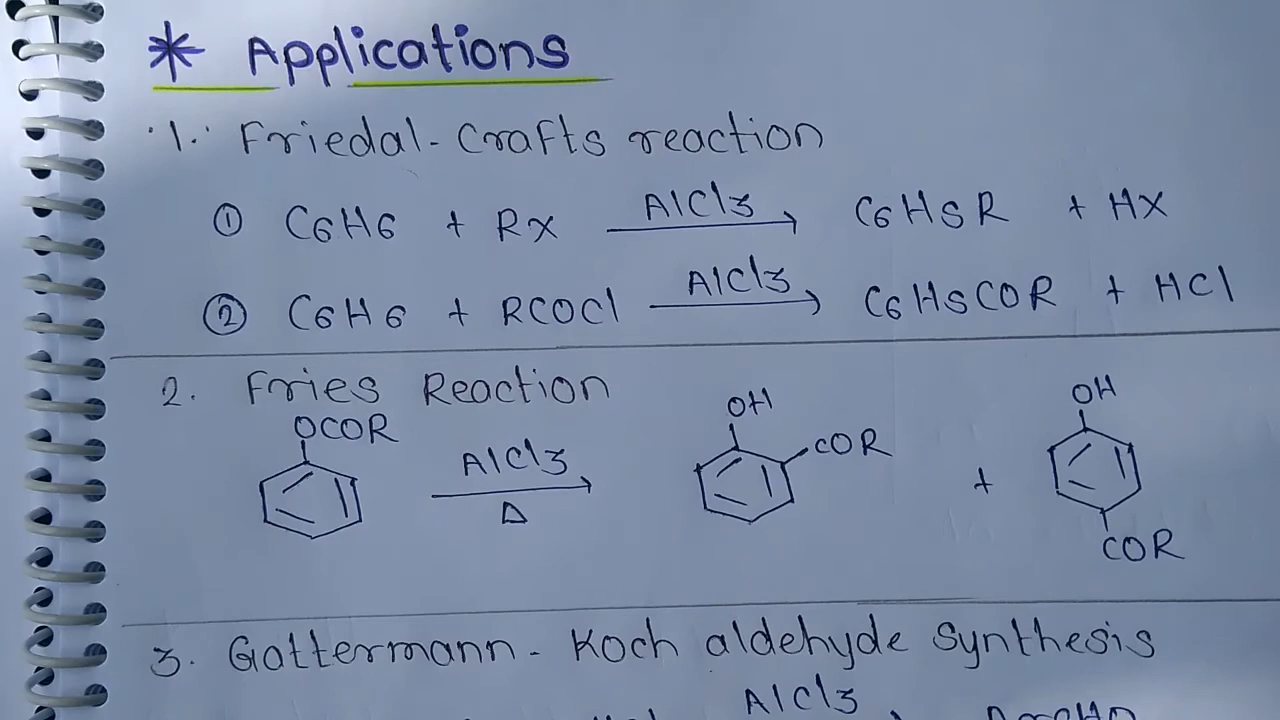 * Applications
1. Friedal-Crafts reaction
① C6H6 + RX AlCl3 → C6H5R + HX
② C6H6 + RCOCl AlCl3 → C6H5COR + HCl
2. Fries Reaction
OCOR AlCl3 → Δ OH COR + OH COR
3. Gattermann - Koch aldehyde synthesis
AlCl3